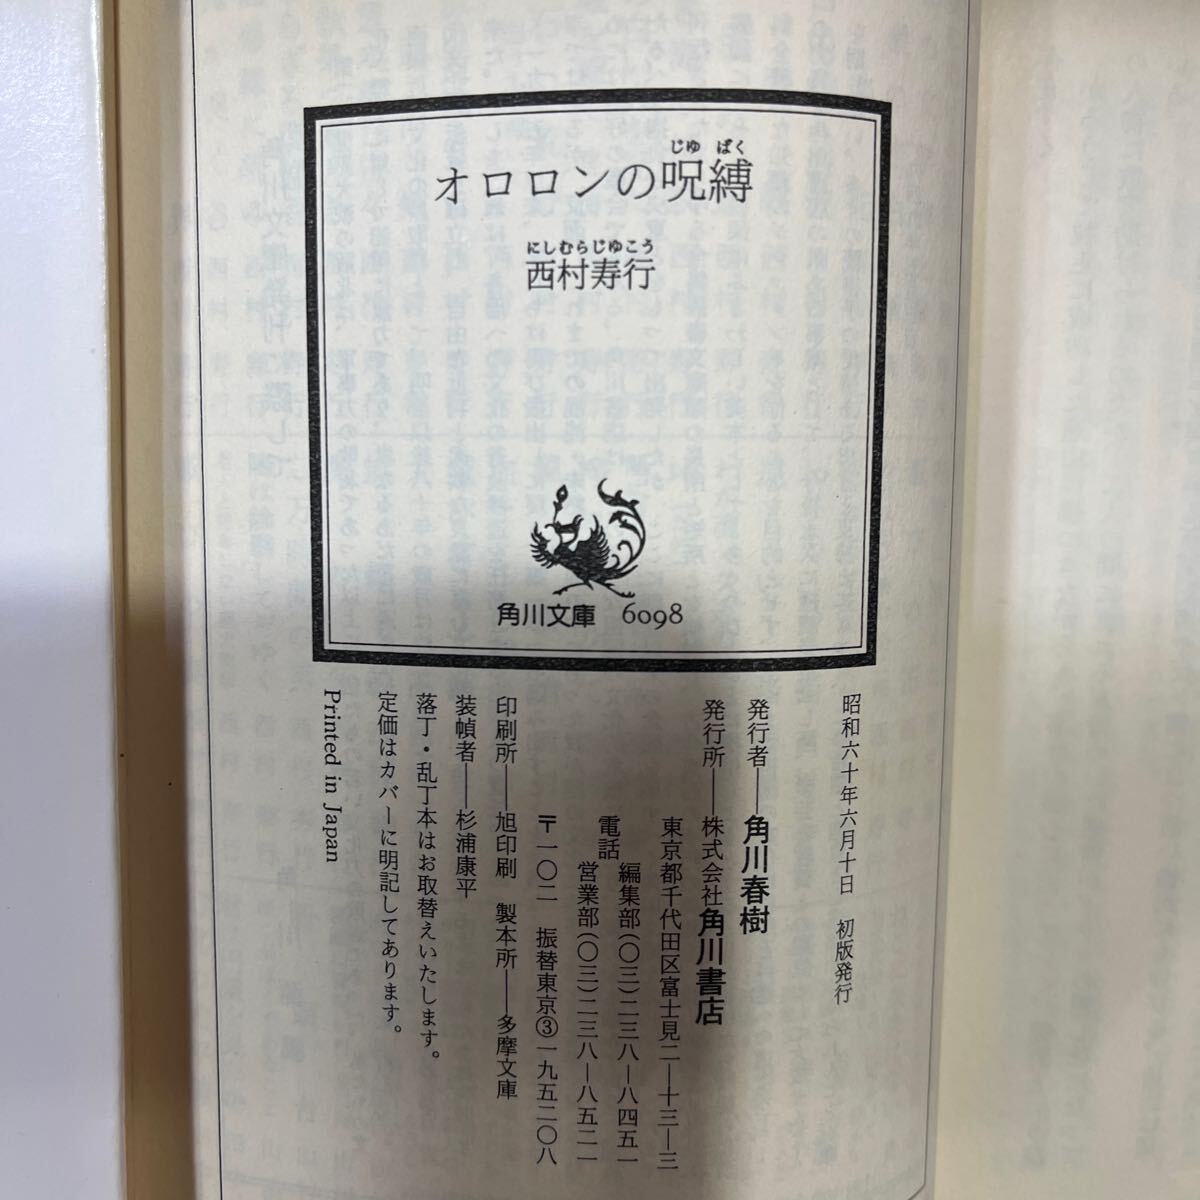 オロロンの呪縛
じゅばく
西村寿行
にしむらじゅこう
角川文庫 6098
昭和六十年六月十日 初版発行
発行者――角川春樹
発行所――株式会社角川書店
東京都千代田区富士見二―十三―三
電話 編集部(〇三)二三八―八四五一
営業部(〇三)二三八―八五二一
〒一〇二 振替東京③一九五二〇八
印刷所――旭印刷 製本所――多摩文庫
装幀者――杉浦康平
落丁・乱丁本はお取替えいたします。
定価はカバーに明記してあります。
Printed in Japan